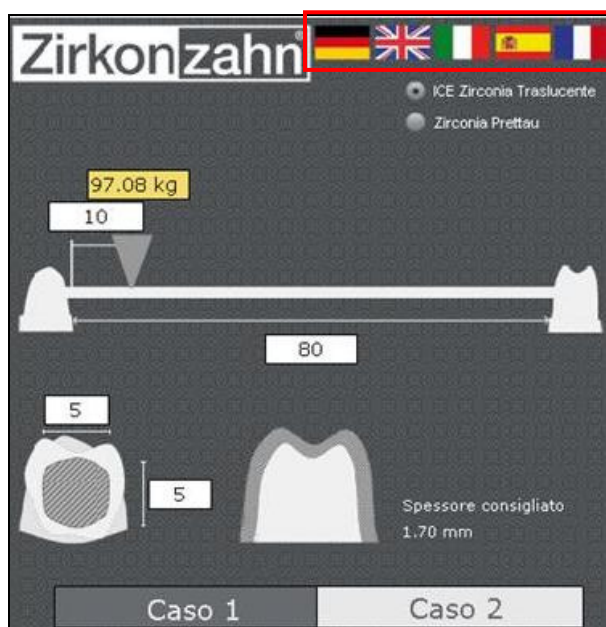 Zirkonzahn®
ICE Zirconia Traslucente
Zirconia Prettau
97.08 kg
10
80
5
5
Spessore consigliato
1.70 mm
Caso 1
Caso 2